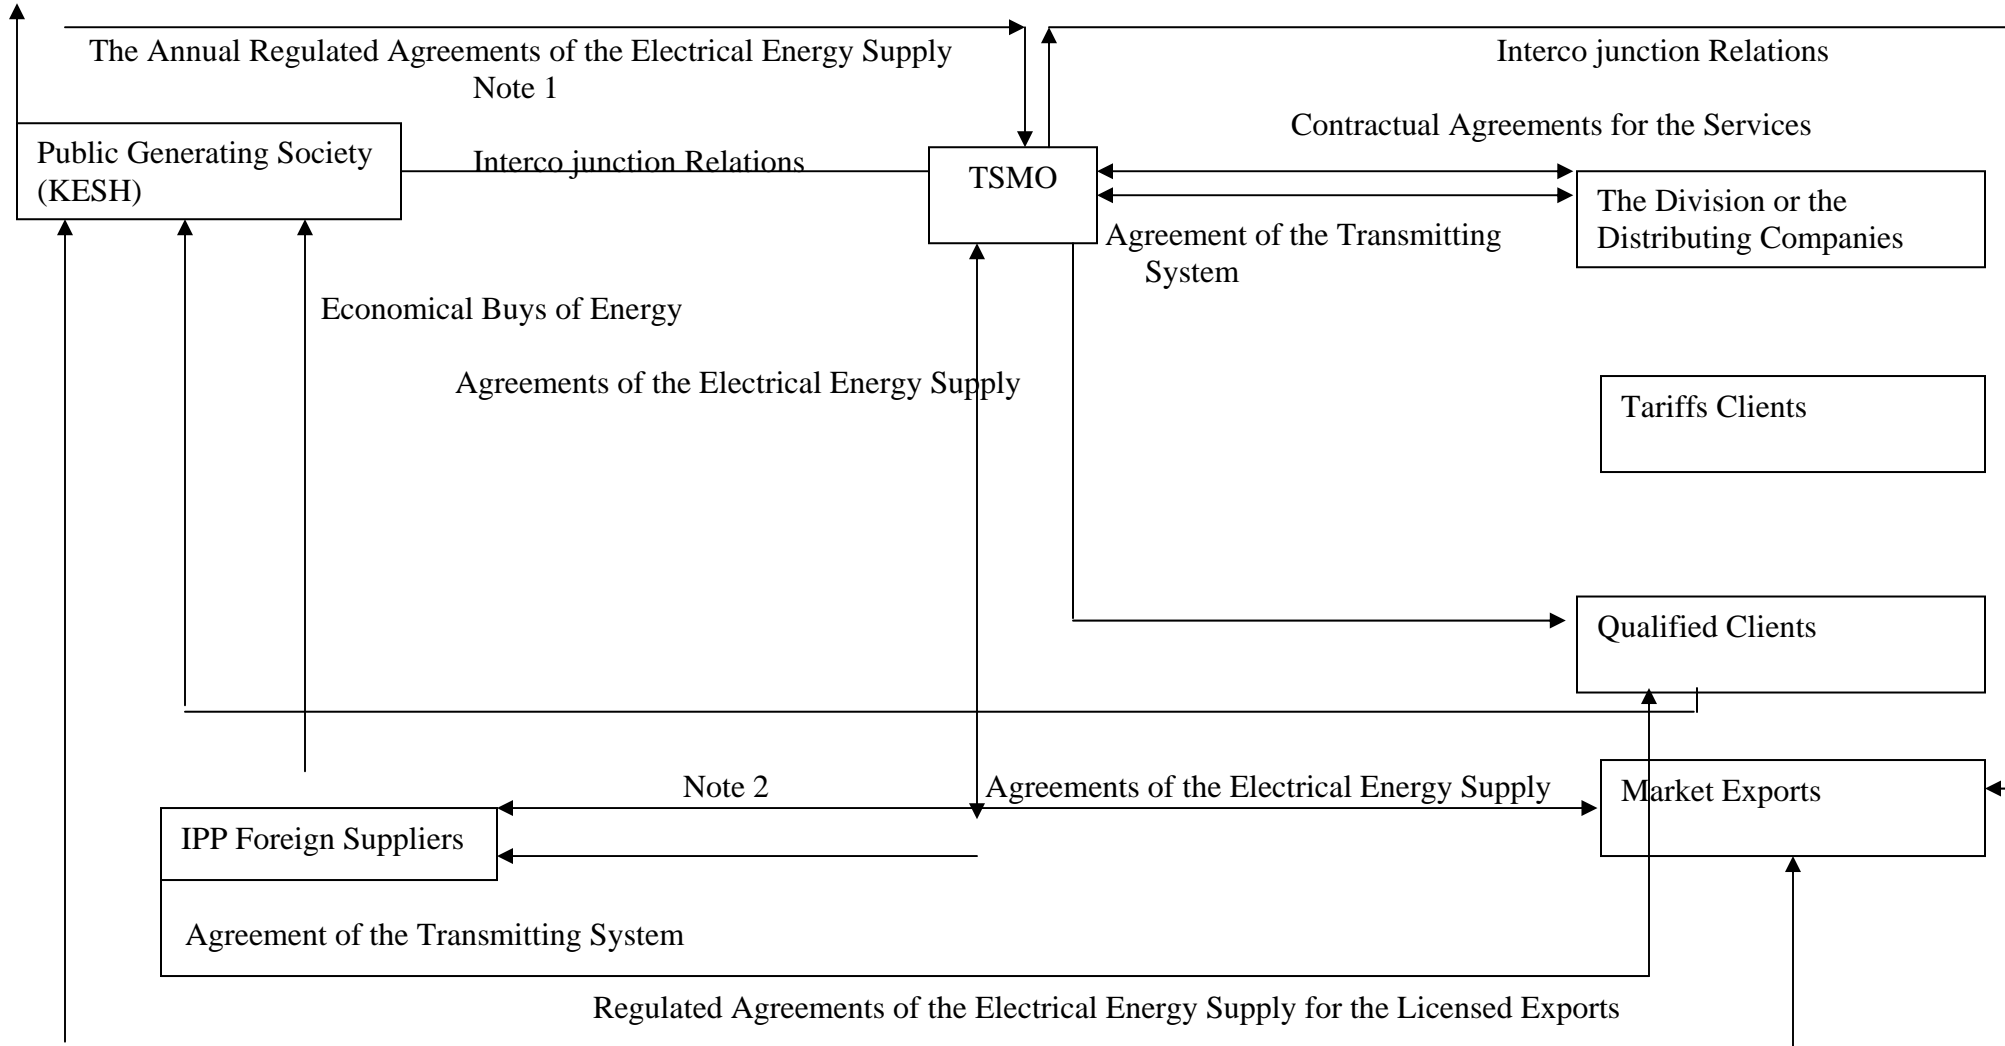 The Annual Regulated Agreements of the Electrical Energy Supply
Note 1
Interco junction Relations
Contractual Agreements for the Services
Public Generating Society
(KESH)
Interco junction Relations
TSMO
The Division or the
Distributing Companies
Agreement of the Transmitting
System
Economical Buys of Energy
Agreements of the Electrical Energy Supply
Tariffs Clients
Qualified Clients
Note 2
Agreements of the Electrical Energy Supply
Market Exports
IPP Foreign Suppliers
Agreement of the Transmitting System
Regulated Agreements of the Electrical Energy Supply for the Licensed Exports